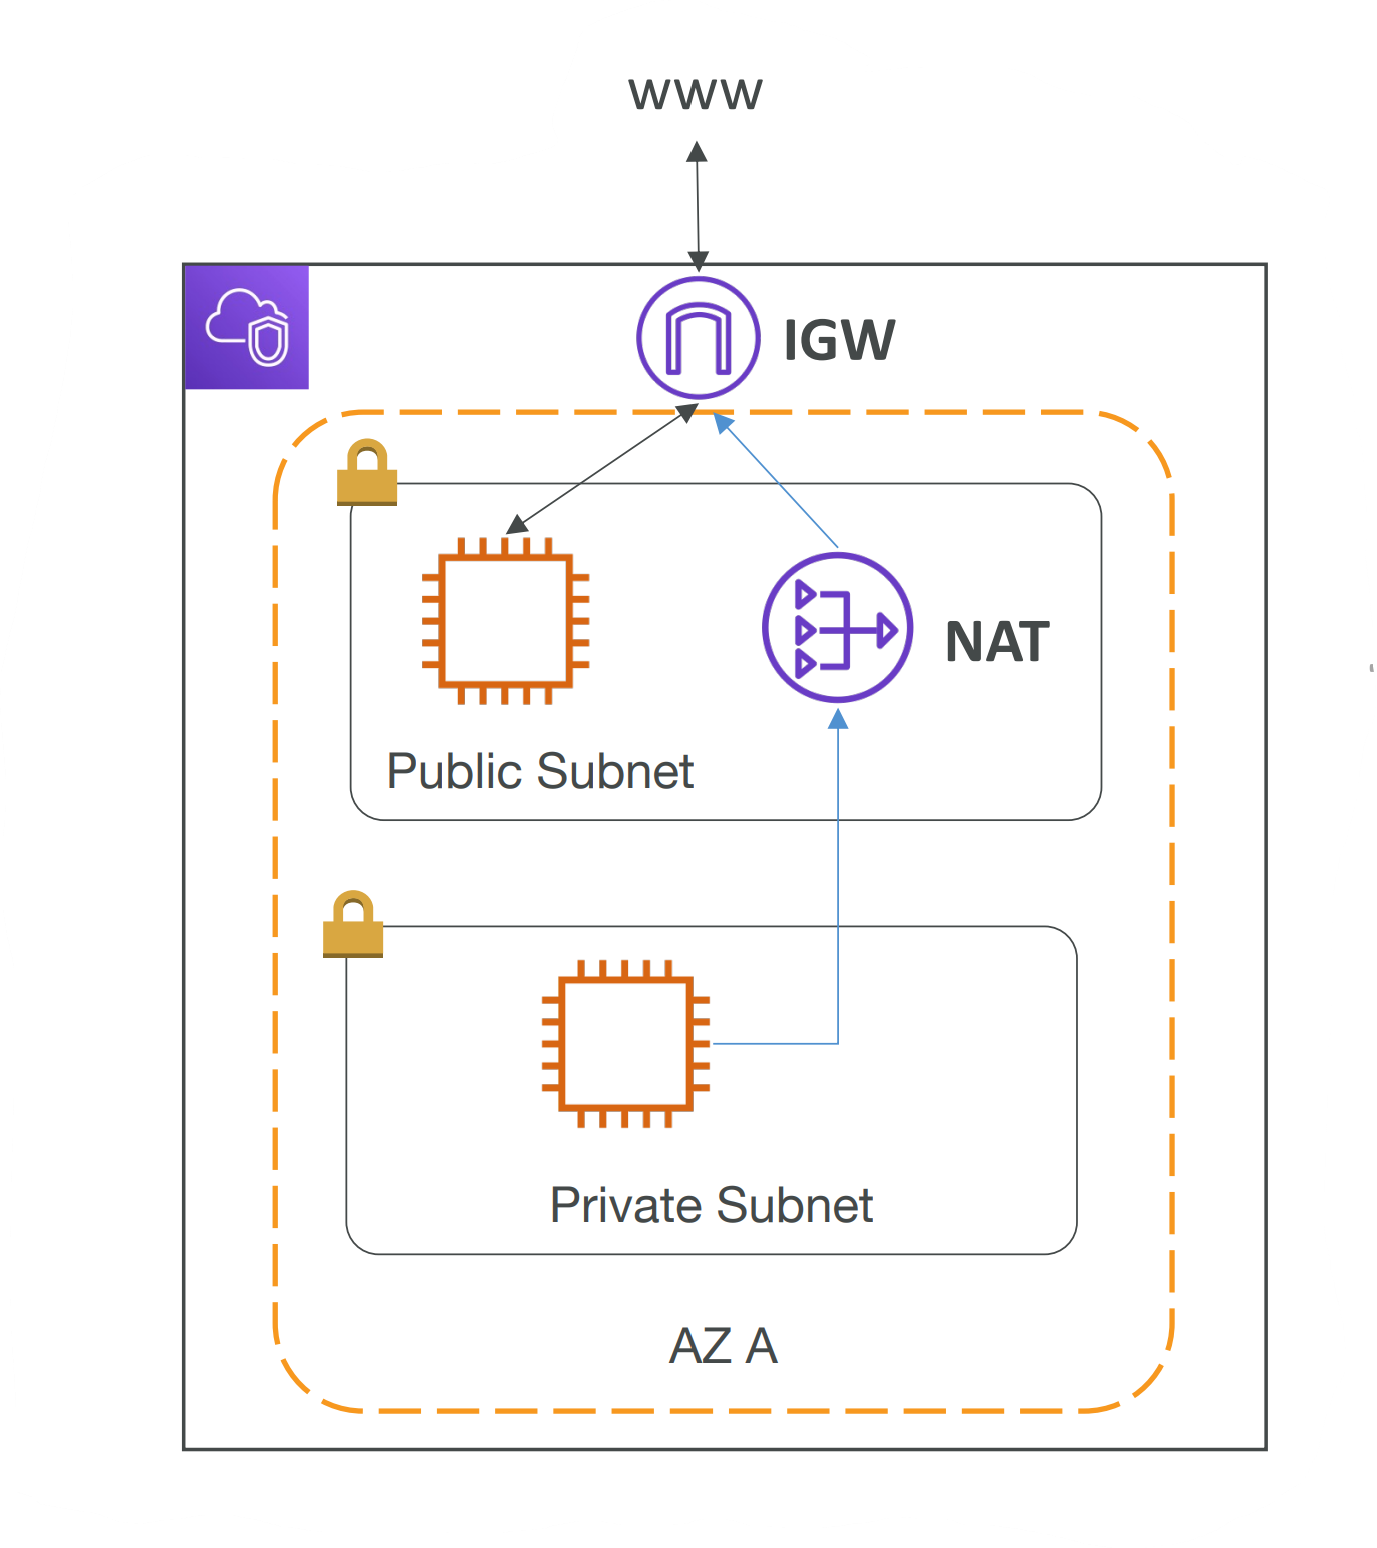 www
IGW
NAT
Public Subnet
Private Subnet
AZ A